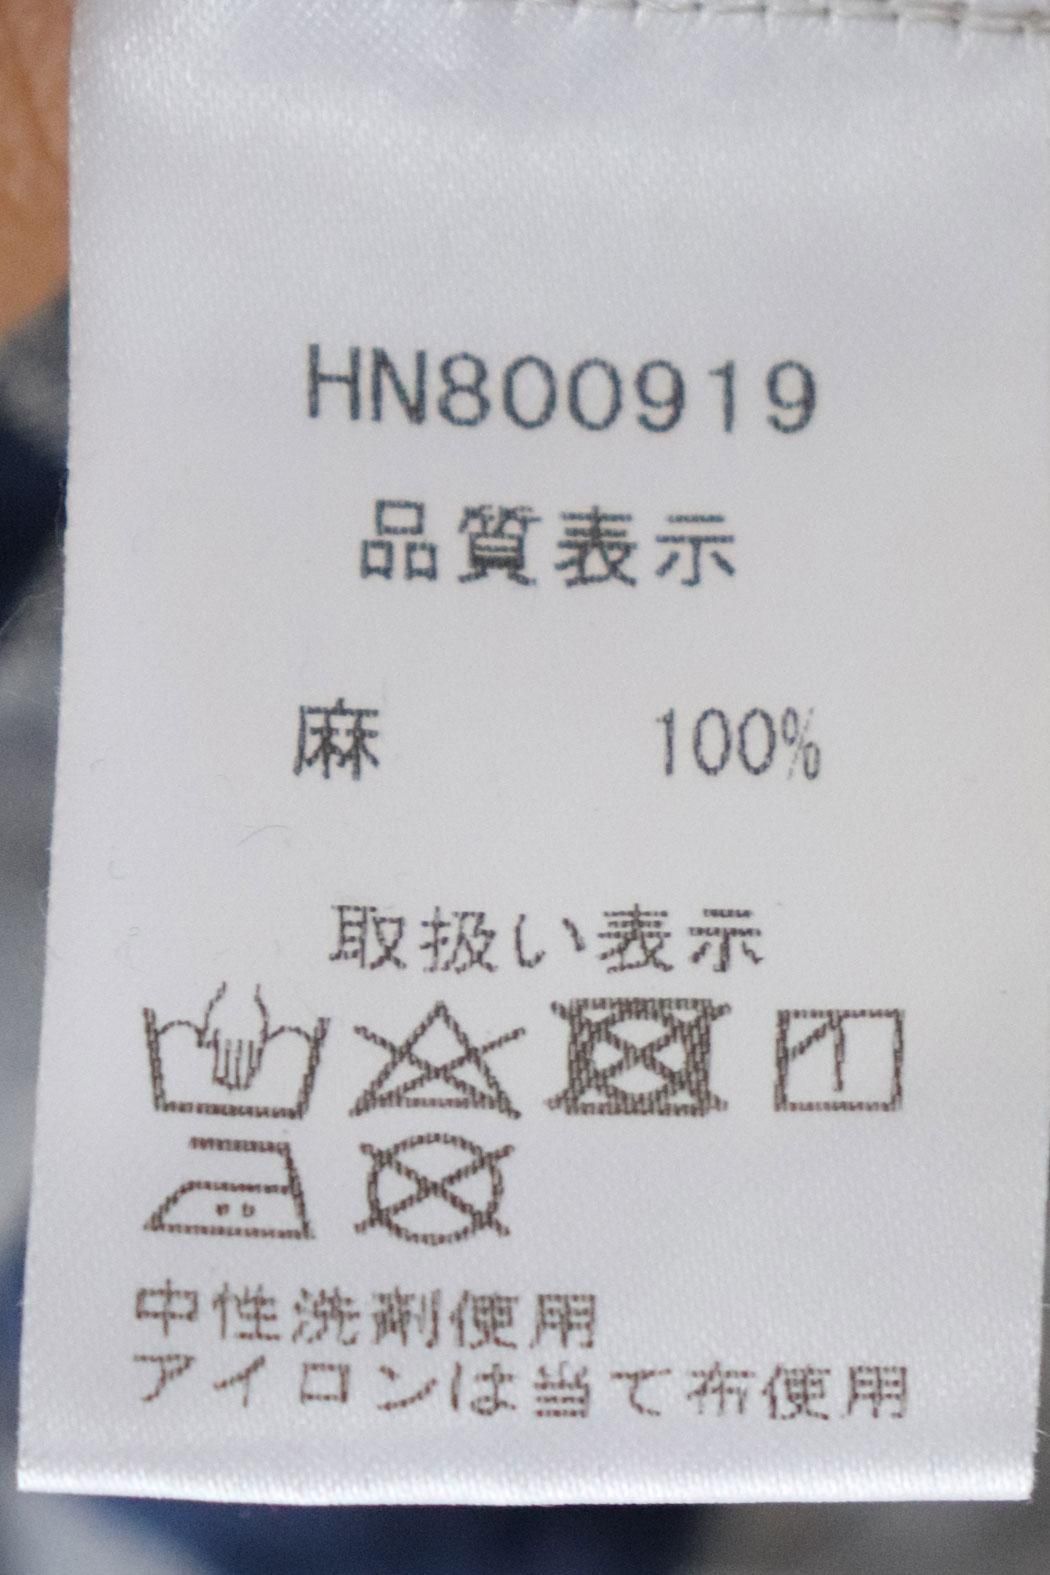 HN800919
品質表示
麻 100%
取扱い表示
中性洗剤使用
アイロンは当て布使用